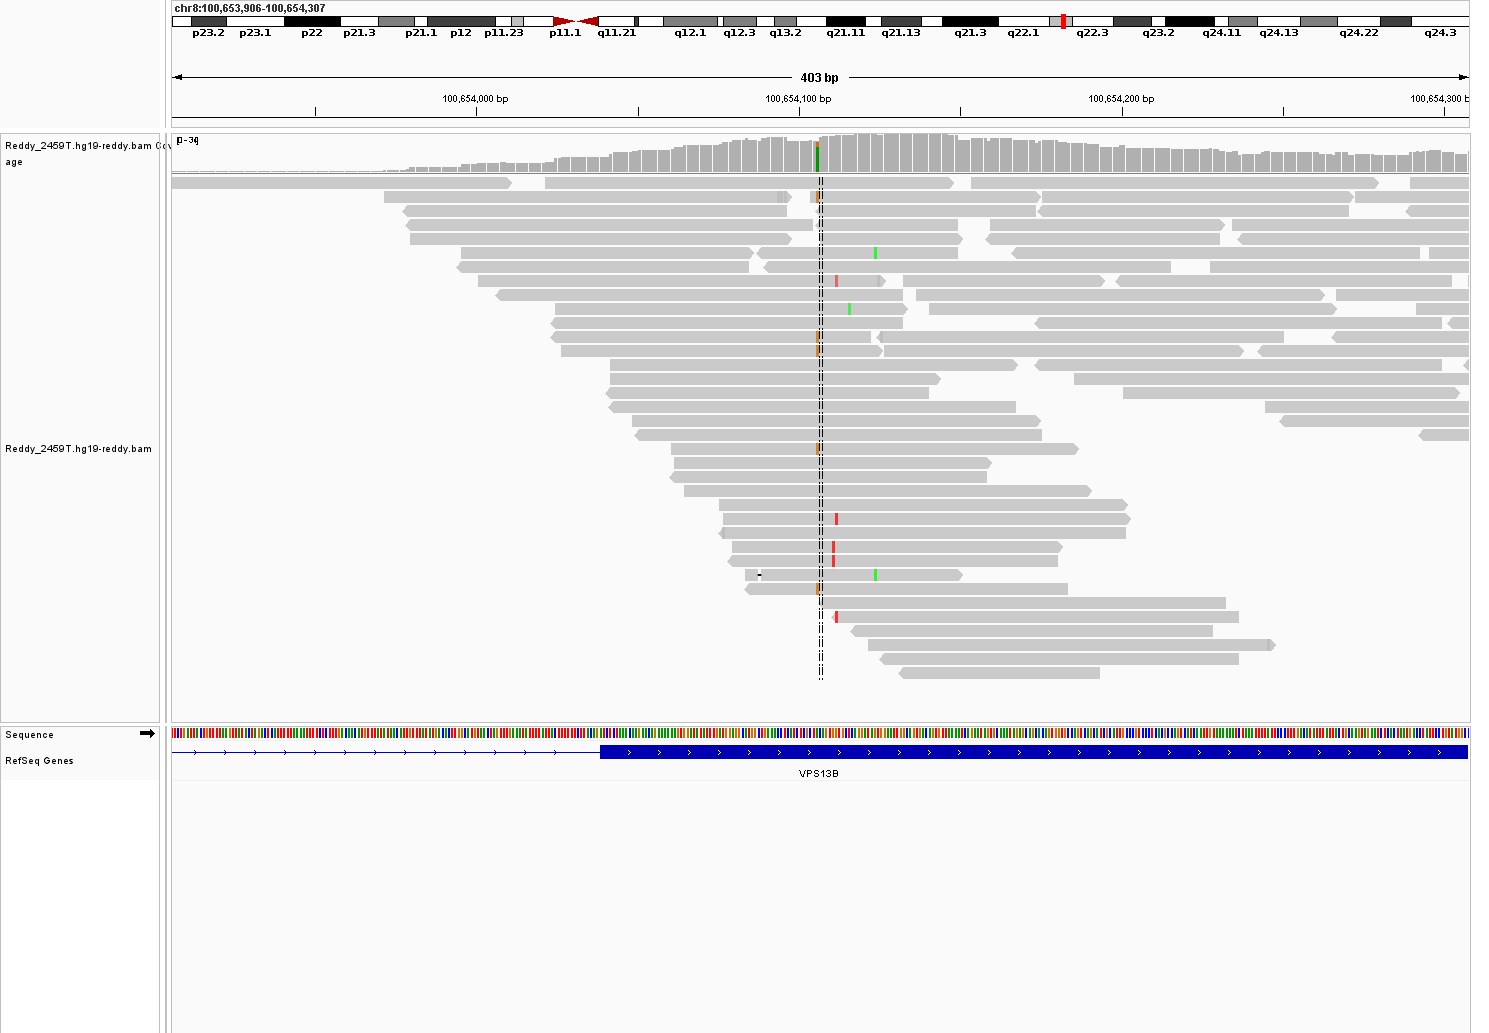 chr8:100,653,906-100,654,307
p23.2 p23.1 p22 p21.3 p21.1 p12 p11.23 p11.1 q11.21 q12.1 q12.3 q13.2 q21.11 q21.13 q21.3 q22.1 q22.3 q23.2 q24.11 q24.13 q24.22 q24.3
403 bp
100,654,000 bp 100,654,100 bp 100,654,200 bp 100,654,300 b
Reddy_2459T.hg19-reddy.bam Cov
age
Reddy_2459T.hg19-reddy.bam
Sequence
RefSeq Genes
VPS13B